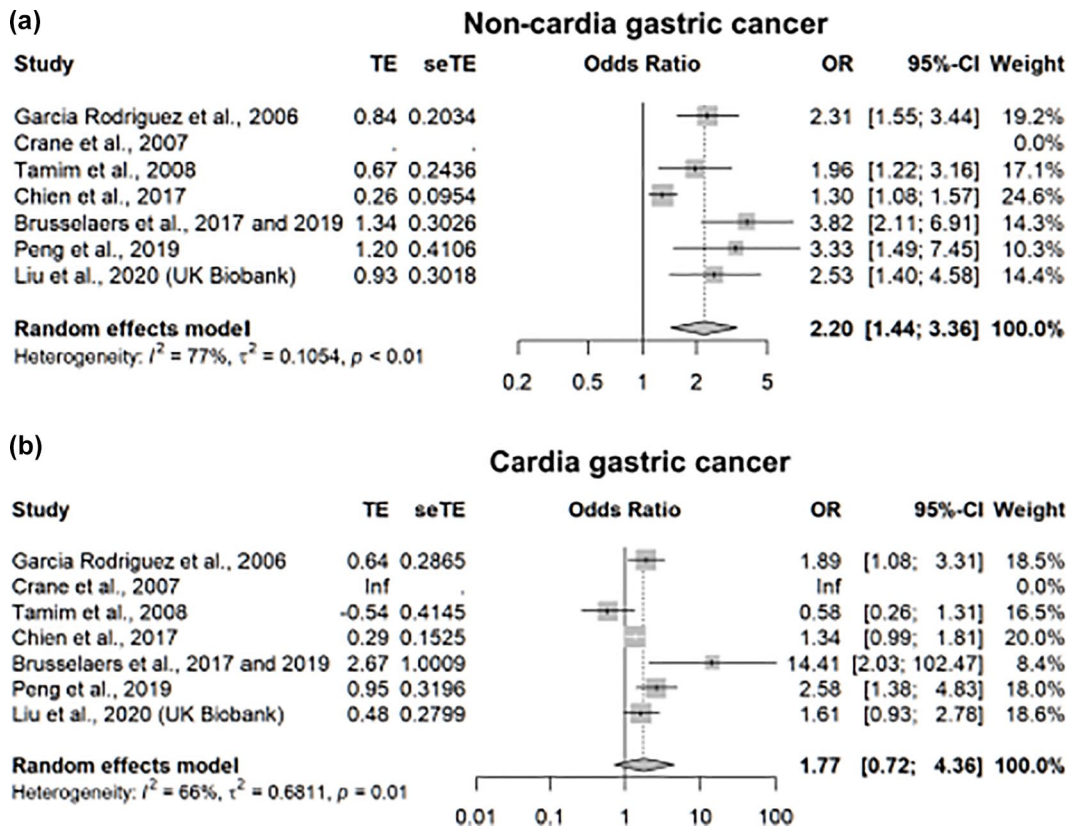 (a)
Non-cardia gastric cancer
Study TE seTE Odds Ratio OR 95%-CI Weight
Garcia Rodriguez et al., 2006 0.84 0.2034 2.31 [1.55; 3.44] 19.2%
Crane et al., 2007 . . 0.0%
Tamim et al., 2008 0.67 0.2436 1.96 [1.22; 3.16] 17.1%
Chien et al., 2017 0.26 0.0954 1.30 [1.08; 1.57] 24.6%
Brusselaers et al., 2017 and 2019 1.34 0.3026 3.82 [2.11; 6.91] 14.3%
Peng et al., 2019 1.20 0.4106 3.33 [1.49; 7.45] 10.3%
Liu et al., 2020 (UK Biobank) 0.93 0.3018 2.53 [1.40; 4.58] 14.4%
Random effects model 2.20 [1.44; 3.36] 100.0%
Heterogeneity: I² = 77%, τ² = 0.1054, p < 0.01
0.2 0.5 1 2 5
(b)
Cardia gastric cancer
Study TE seTE Odds Ratio OR 95%-CI Weight
Garcia Rodriguez et al., 2006 0.64 0.2865 1.89 [1.08; 3.31] 18.5%
Crane et al., 2007 Inf . Inf 0.0%
Tamim et al., 2008 -0.54 0.4145 0.58 [0.26; 1.31] 16.5%
Chien et al., 2017 0.29 0.1525 1.34 [0.99; 1.81] 20.0%
Brusselaers et al., 2017 and 2019 2.67 1.0009 14.41 [2.03; 102.47] 8.4%
Peng et al., 2019 0.95 0.3196 2.58 [1.38; 4.83] 18.0%
Liu et al., 2020 (UK Biobank) 0.48 0.2799 1.61 [0.93; 2.78] 18.6%
Random effects model 1.77 [0.72; 4.36] 100.0%
Heterogeneity: I² = 66%, τ² = 0.6811, p = 0.01
0.01 0.1 1 10 100